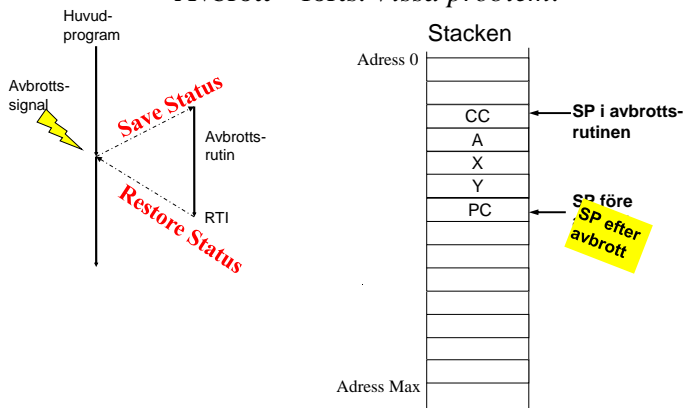 Huvud-
program
Avbrotts-
signal
Save Status
Avbrotts-
rutin
Restore Status
RTI
Stacken
Adress 0
CC
A
X
Y
PC
Adress Max
SP i avbrotts-
rutinen
SP före
SP efter
avbrott